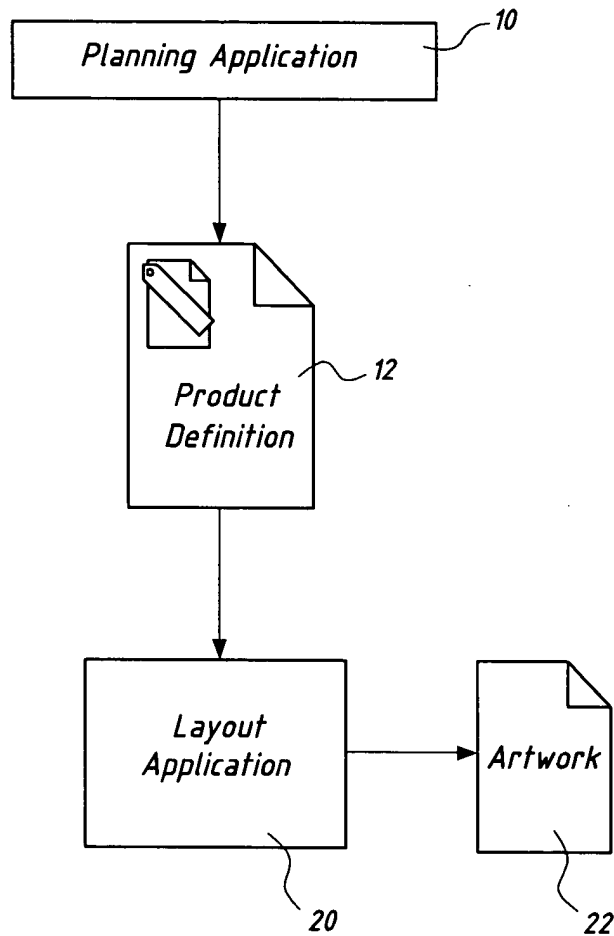 10
Planning Application
12
Product
Definition
Layout
Application
Artwork
20
22